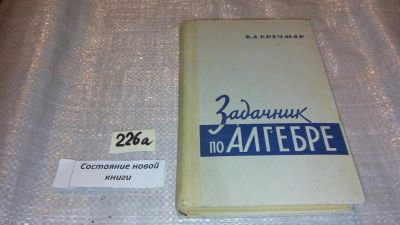 В.А. КРЕЧМАР
Задачник
ПО АЛГЕБРЕ
226а
Состояние новой
книги